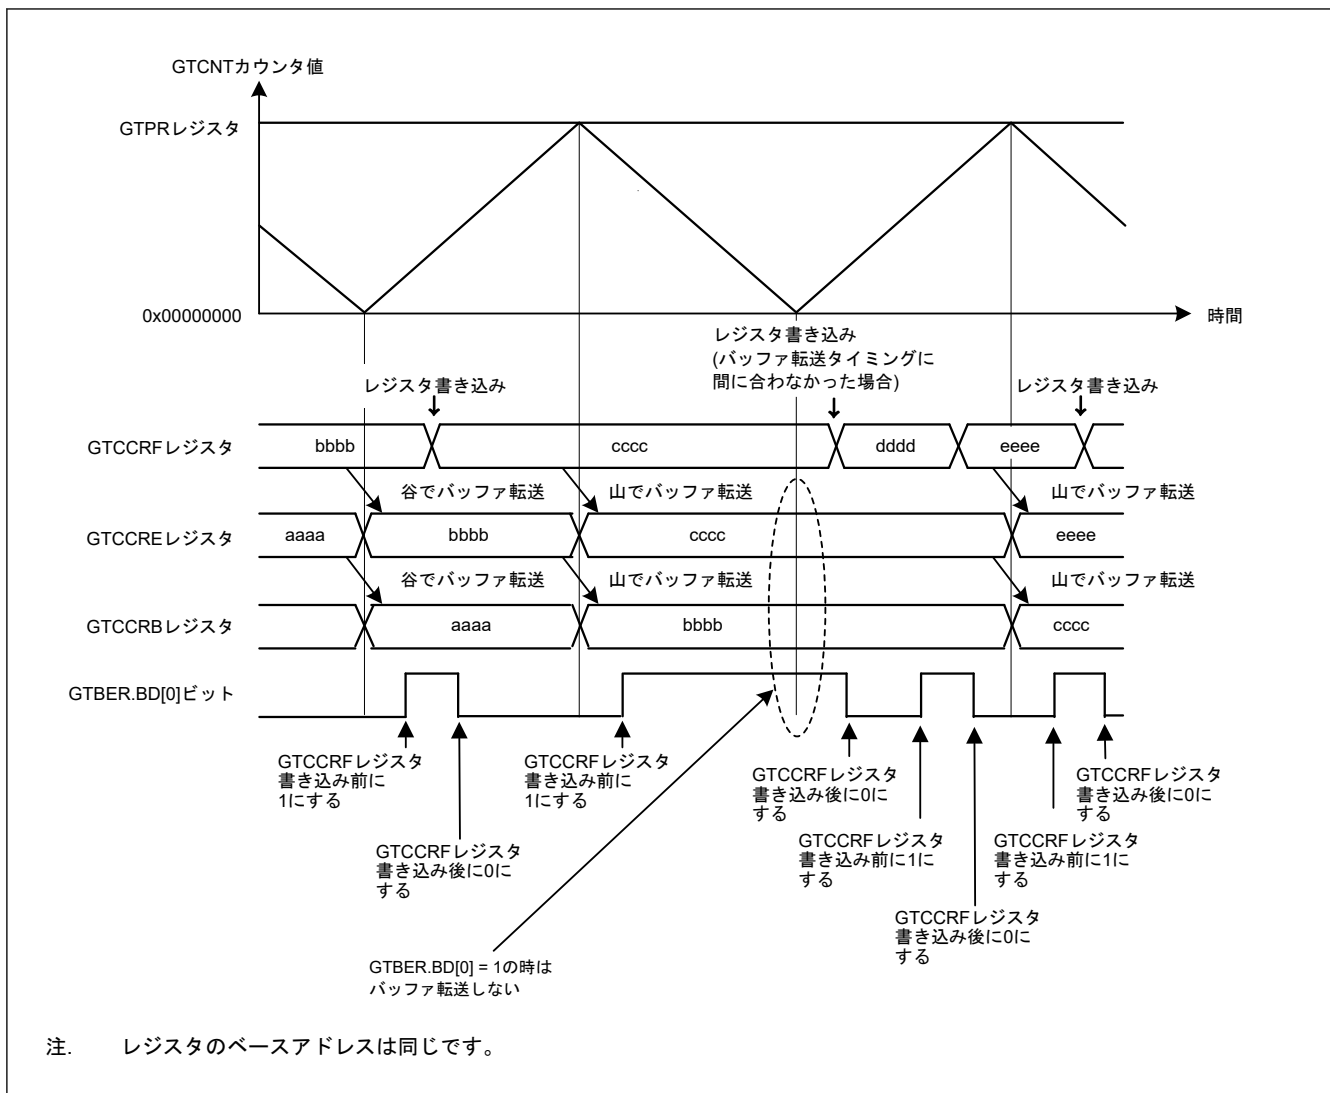 GTCNTカウンタ値
GTPRレジスタ
0x00000000
時間
レジスタ書き込み
(バッファ転送タイミングに
間に合わなかった場合)
レジスタ書き込み
レジスタ書き込み
GTCCRFレジスタ
bbbb
cccc
dddd
eeee
谷でバッファ転送
山でバッファ転送
山でバッファ転送
GTCCREレジスタ
aaaa
bbbb
cccc
eeee
谷でバッファ転送
山でバッファ転送
山でバッファ転送
GTCCRBレジスタ
aaaa
bbbb
cccc
GTBER.BD[0]ビット
GTCCRFレジスタ
書き込み前に
1にする
GTCCRFレジスタ
書き込み前に
1にする
GTCCRFレジスタ
書き込み後に0に
する
GTCCRFレジスタ
書き込み後に0に
する
GTCCRFレジスタ
書き込み後に0に
する
GTCCRFレジスタ
書き込み前に1に
する
GTCCRFレジスタ
書き込み前に1に
する
GTCCRFレジスタ
書き込み後に0に
する
GTBER.BD[0] = 1の時は
バッファ転送しない
注. レジスタのベースアドレスは同じです。